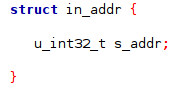 struct in_addr {
u_int32_t s_addr;
}